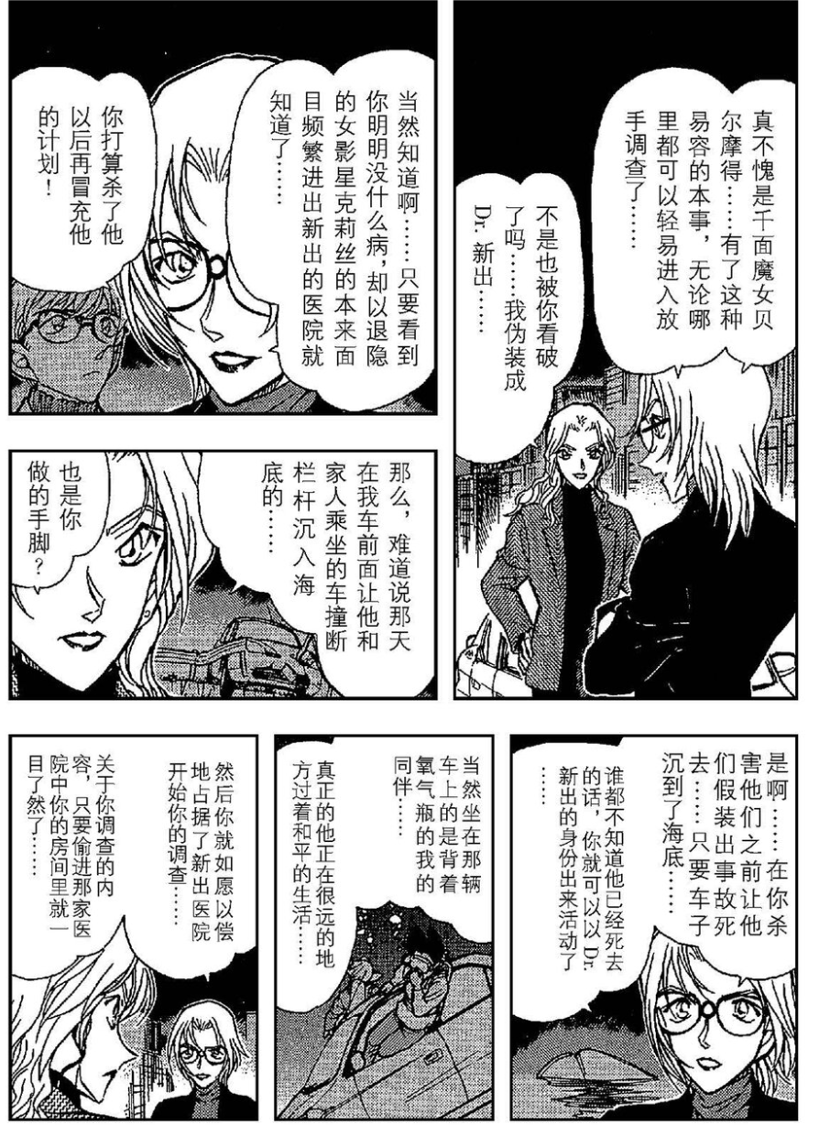 真不愧是千面魔女贝
尔摩得……有了这种
易容的本事，无论哪
里都可以轻易进入放
手调查了……
不是也被你看破
了吗……我伪装成
Dr. 新出……
当然知道啊……只要看到
你明明没什么病，却以退隐
的女影星克莉丝的本来面
目频繁进出新出的医院就
知道了……
你打算杀了他
以后再冒充他
的计划！
那么，难道说那天
在我车前面让他和
家人乘坐的车撞断
栏杆沉入海
底的……
也是你
做的手脚？
是啊……在你杀
害他们之前让他
们假装出事故死
去……只要车子
沉到了海底……
谁都不知道他已经死去
的话，你就可以以 Dr.
新出的身份出来活动了
……
当然坐在那辆
车上的是背着
氧气瓶的我的
同伴……
真正的他正在很远的地
方过着和平的生活……
然后你就如愿以偿
地占据了新出医院
开始你的调查……
关于你调查的内
容，只要偷进那家医
院中你的房间里就一
目了然了……